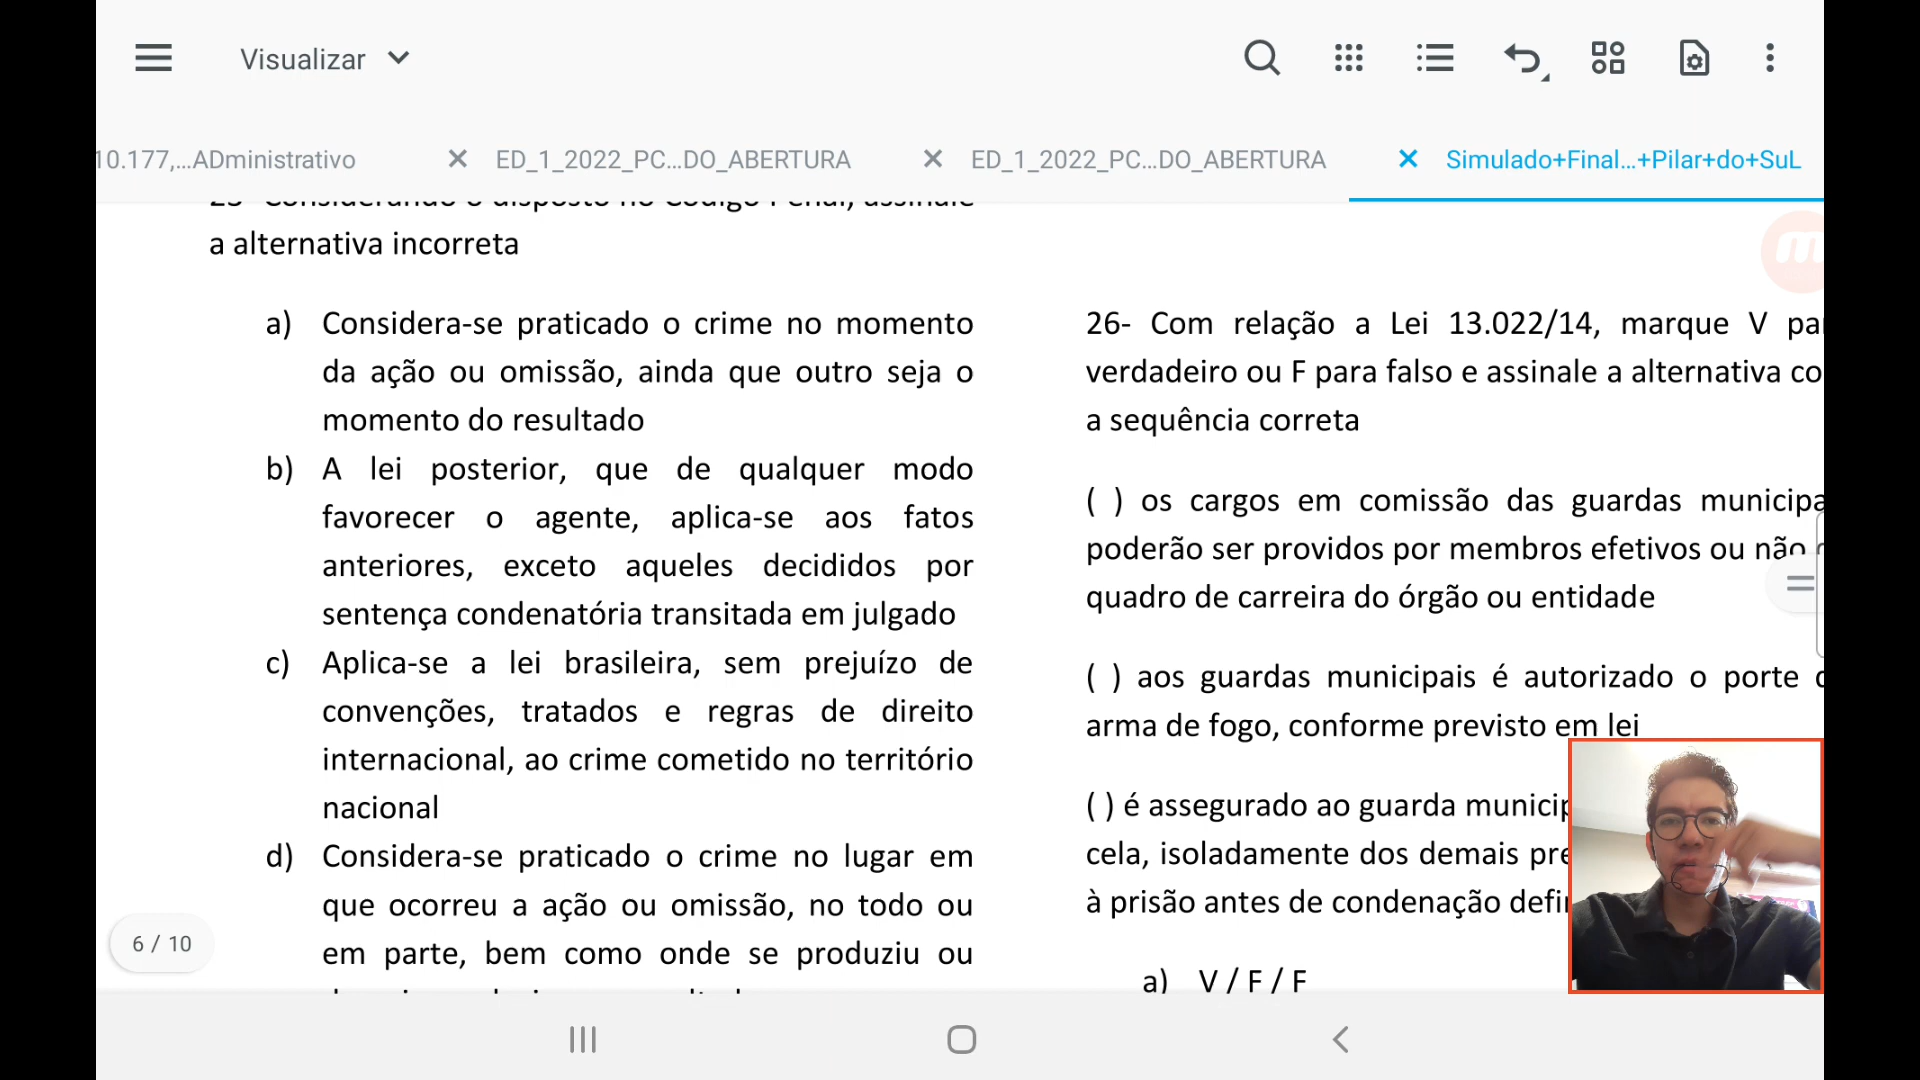 Visualizar
10.177,...ADministrativo
ED_1_2022_PC...DO_ABERTURA
ED_1_2022_PC...DO_ABERTURA
Simulado+Final...+Pilar+do+SuL
25- Considerando o disposto no Código Penal, assinale
a alternativa incorreta
a) Considera-se praticado o crime no momento
da ação ou omissão, ainda que outro seja o
momento do resultado
b) A lei posterior, que de qualquer modo
favorecer o agente, aplica-se aos fatos
anteriores, exceto aqueles decididos por
sentença condenatória transitada em julgado
c) Aplica-se a lei brasileira, sem prejuízo de
convenções, tratados e regras de direito
internacional, ao crime cometido no território
nacional
d) Considera-se praticado o crime no lugar em
que ocorreu a ação ou omissão, no todo ou
em parte, bem como onde se produziu ou
26- Com relação a Lei 13.022/14, marque V
verdadeiro ou F para falso e assinale a alternativa
a sequência correta
( ) os cargos em comissão das guardas
poderão ser providos por membros efetivos ou não
quadro de carreira do órgão ou entidade
( ) aos guardas municipais é autorizado o porte
arma de fogo, conforme previsto em lei
( ) é assegurado ao guarda
cela, isoladamente dos demais
à prisão antes de condenação
a) V / F / F
6 / 10